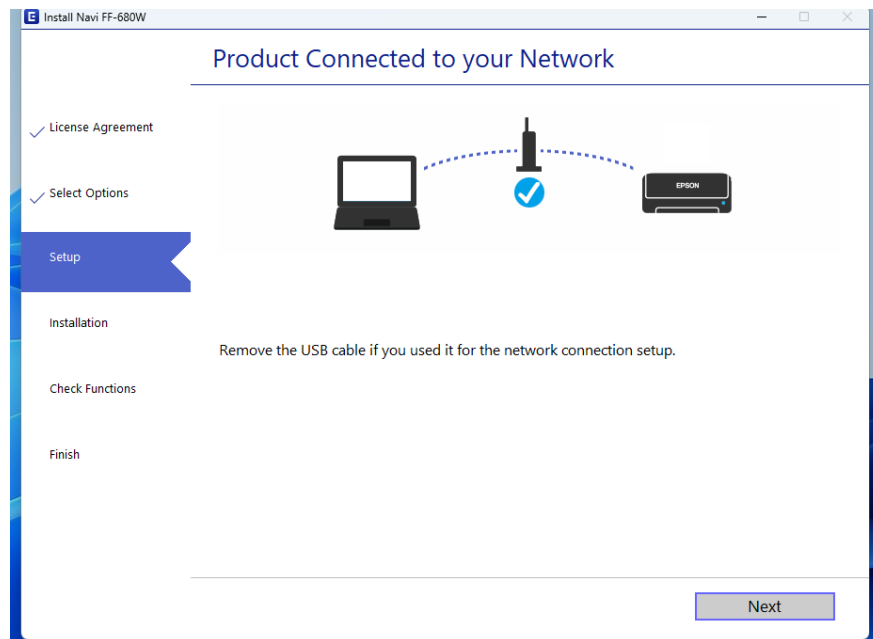 Install Navi FF-680W
Product Connected to your Network
License Agreement
Select Options
Setup
Installation
Check Functions
Finish
EPSON
Remove the USB cable if you used it for the network connection setup.
Next